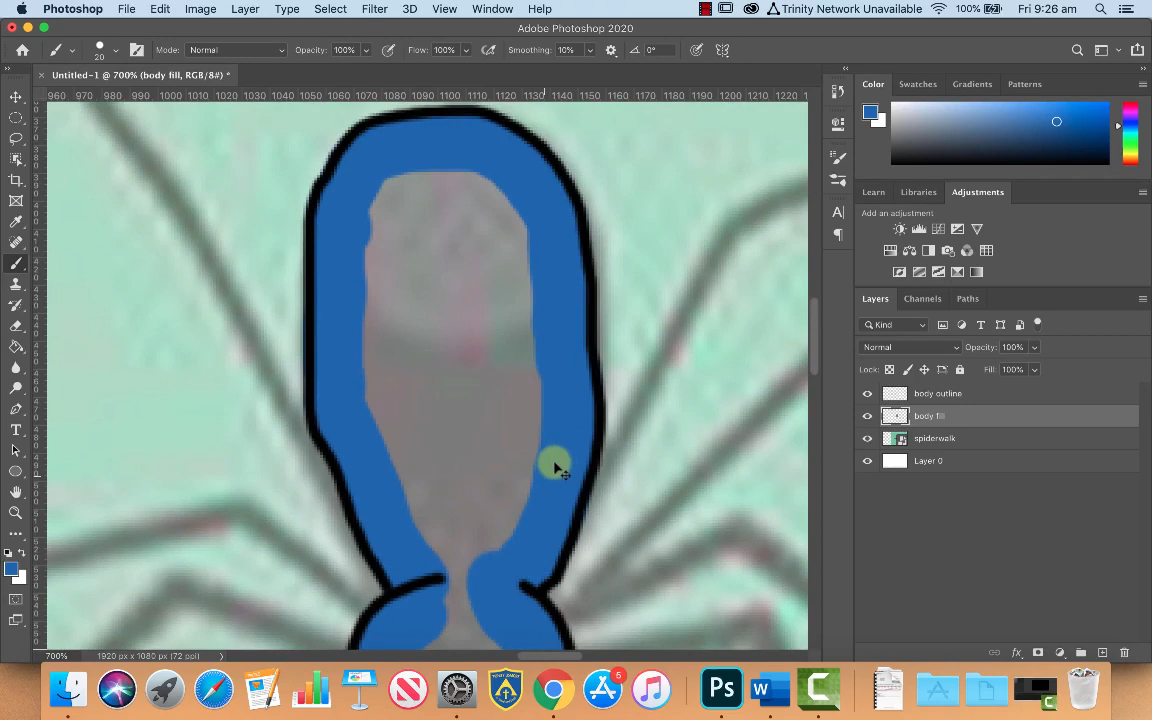 Photoshop File Edit Image Layer Type Select Filter 3D View Window Help Trinity Network Unavailable 100% Fri 9:26 am
Adobe Photoshop 2020
20 Mode: Normal Opacity: 100% Flow: 100% Smoothing: 10% 0°
Untitled-1 @ 700% (body fill, RGB/8#) *
960 970 980 990 1000 1010 1020 1030 1040 1050 1060 1070 1080 1090 1100 1110 1120 1130 1140 1150 1160 1170 1180 1190 1200 1210 1220 1
Color Swatches Gradients Patterns
Learn Libraries Adjustments
Add an adjustment
Layers Channels Paths
Kind
Normal Opacity: 100%
Lock: Fill: 100%
body outline
body fill
spiderwalk
Layer 0
700% 1920 px x 1080 px (72 ppi)
5
Ps W C